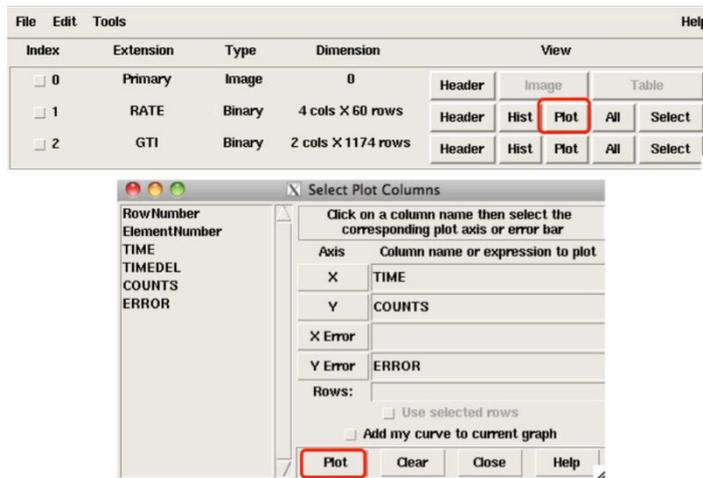 File Edit Tools Help
Index Extension Type Dimension View
0 Primary Image 0 Header Image Table
1 RATE Binary 4 cols X 60 rows Header Hist Plot All Select
2 GTI Binary 2 cols X 1174 rows Header Hist Plot All Select
X Select Plot Columns
RowNumber
ElementNumber
TIME
TIMEDEL
COUNTS
ERROR
Click on a column name then select the
corresponding plot axis or error bar
Axis Column name or expression to plot
X TIME
Y COUNTS
X Error
Y Error ERROR
Rows:
Use selected rows
Add my curve to current graph
Plot Clear Close Help